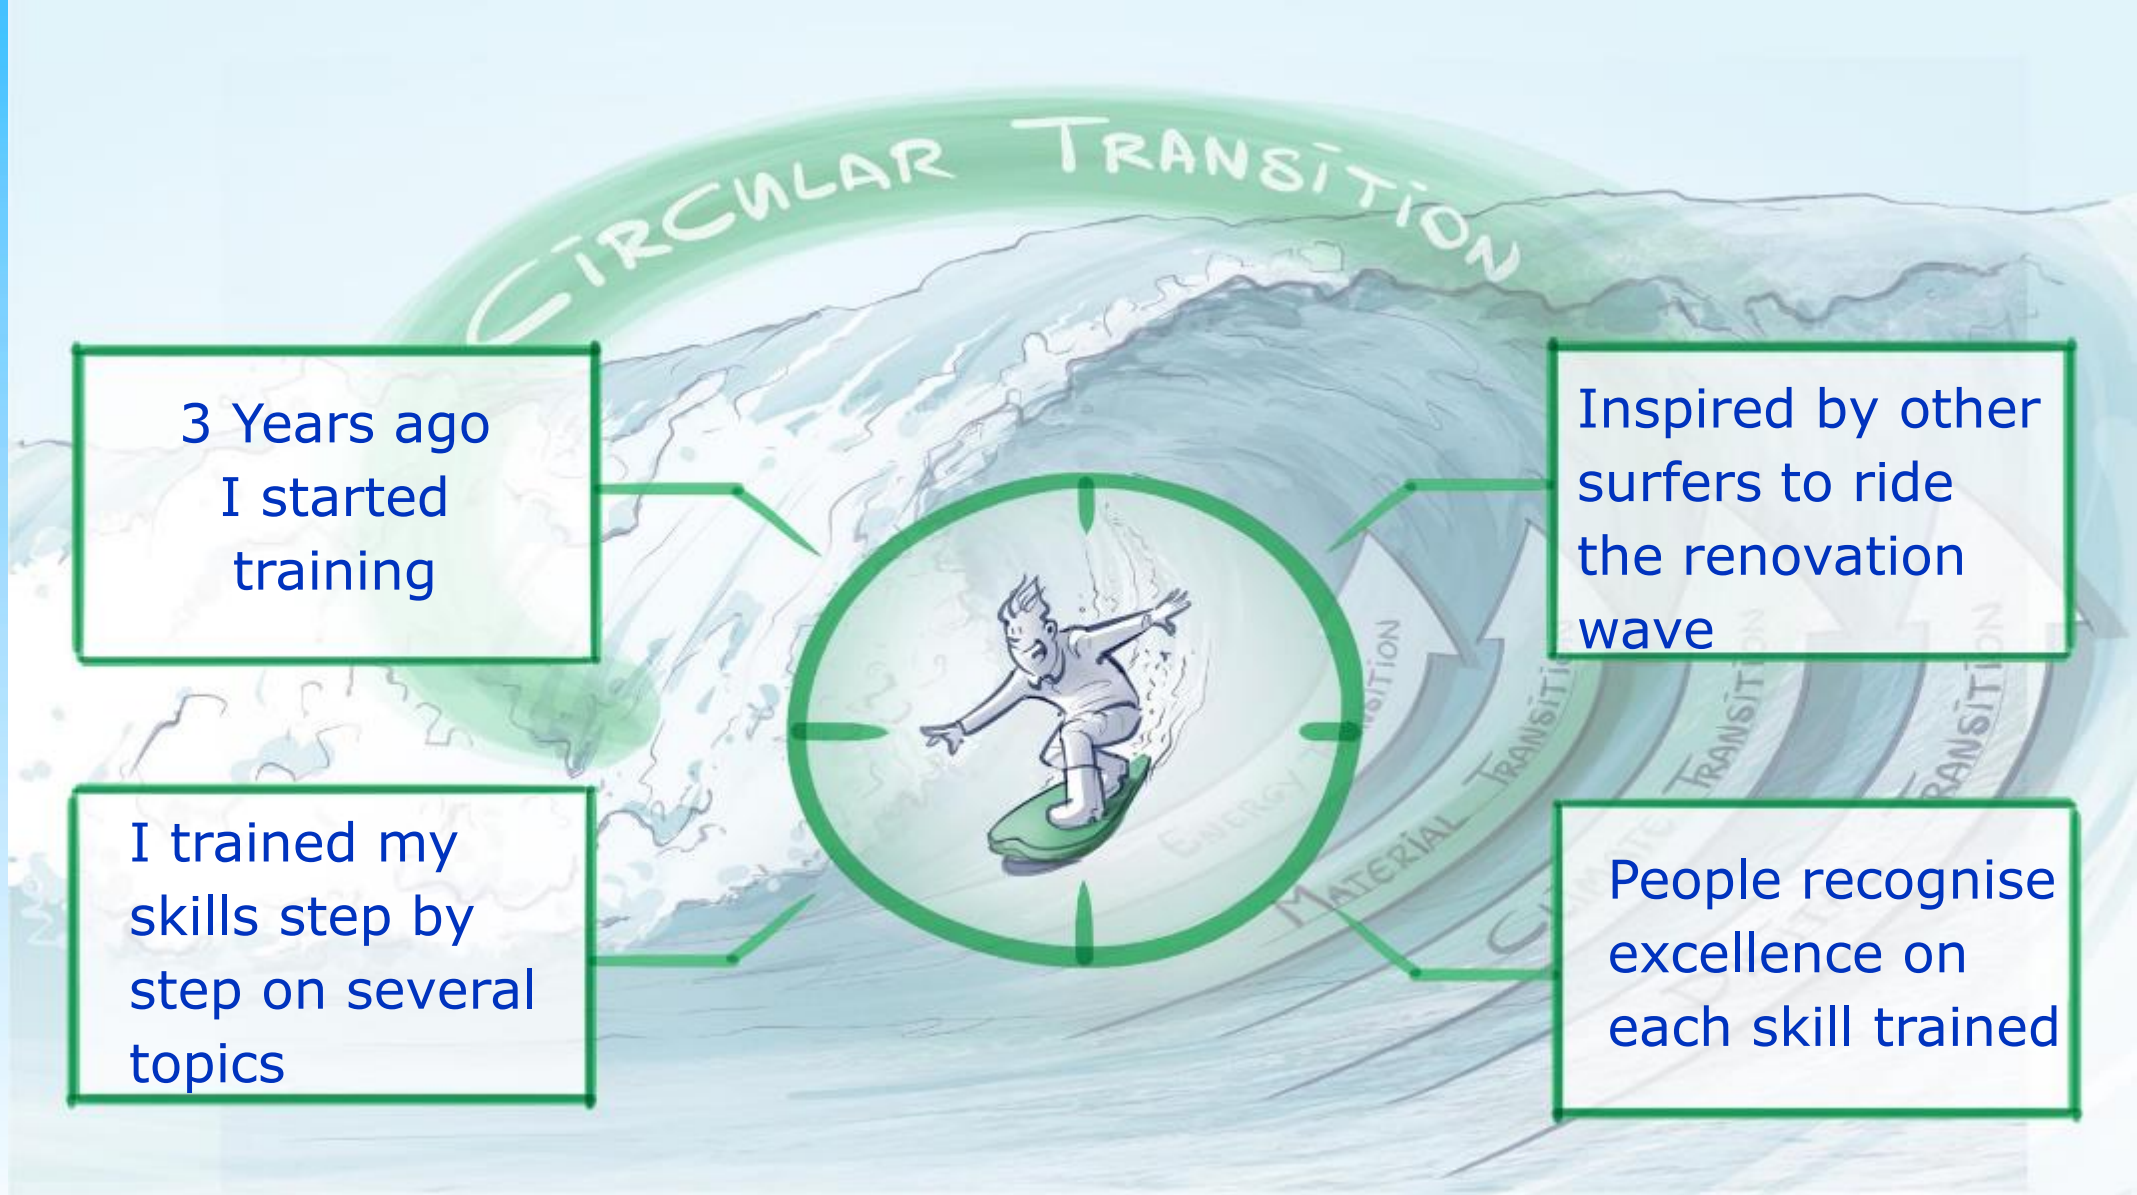 CIRCULAR TRANSITION
3 Years ago
I started
training
Inspired by other
surfers to ride
the renovation
wave
I trained my
skills step by
step on several
topics
People recognise
excellence on
each skill trained
ENERGY TRANSITION
MATERIAL TRANSITION
CLIMATE TRANSITION
TRANSITION